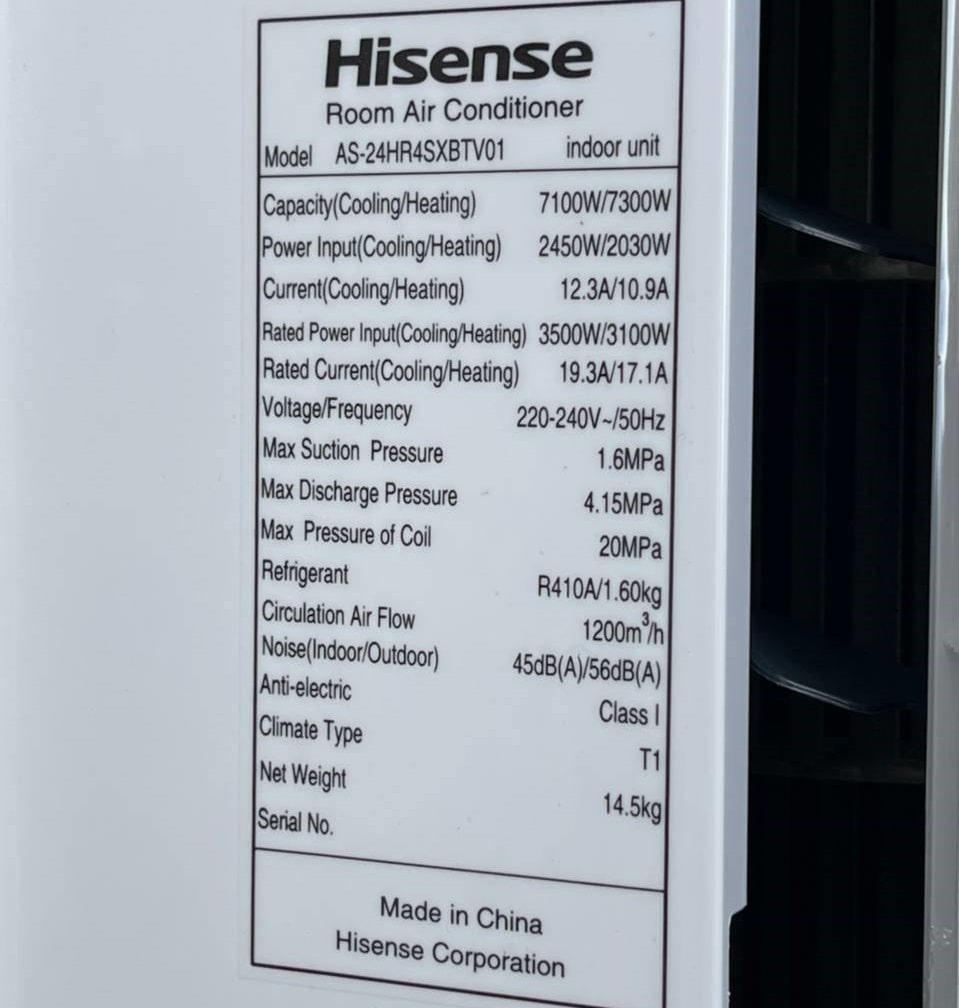 Hisense
Room Air Conditioner
Model AS-24HR4SXBTV01 indoor unit
Capacity(Cooling/Heating) 7100W/7300W
Power Input(Cooling/Heating) 2450W/2030W
Current(Cooling/Heating) 12.3A/10.9A
Rated Power Input(Cooling/Heating) 3500W/3100W
Rated Current(Cooling/Heating) 19.3A/17.1A
Voltage/Frequency 220-240V~/50Hz
Max Suction Pressure 1.6MPa
Max Discharge Pressure 4.15MPa
Max Pressure of Coil 20MPa
Refrigerant R410A/1.60kg
Circulation Air Flow 1200m³/h
Noise(Indoor/Outdoor) 45dB(A)/56dB(A)
Anti-electric Class I
Climate Type T1
Net Weight 14.5kg
Serial No.
Made in China
Hisense Corporation